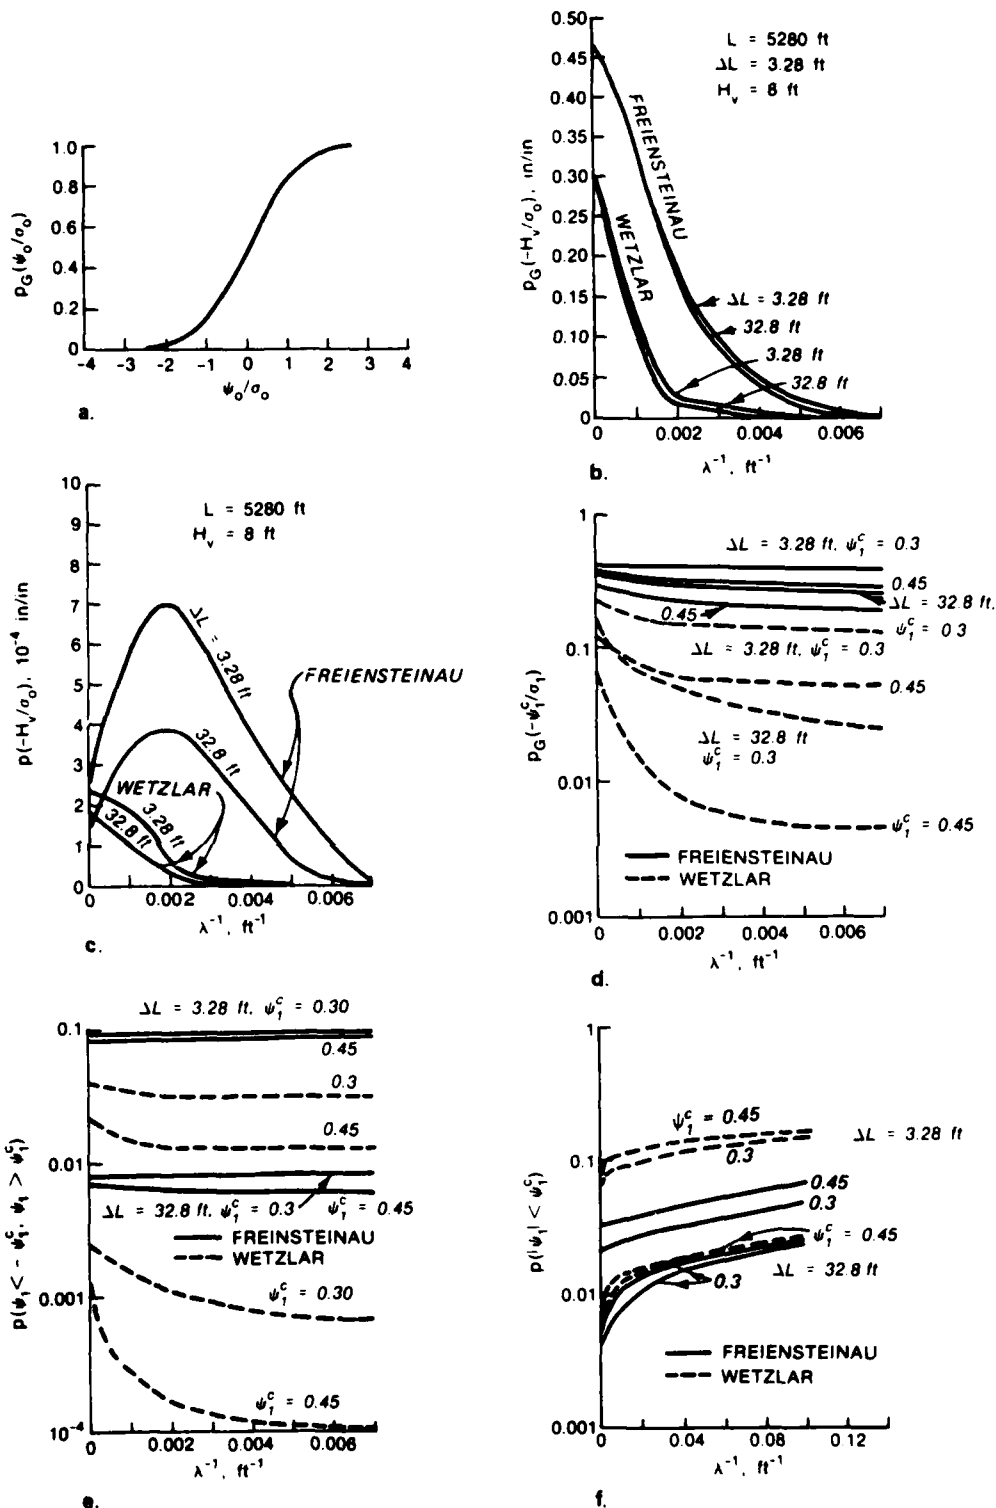 1.0
0.8
0.6
0.4
0.2
0
p_G(ψ_o/σ_o)
-4 -3 -2 -1 0 1 2 3 4
ψ_o/σ_o
a.
0.50
0.45
0.40
0.35
0.30
0.25
0.20
0.15
0.10
0.05
0
p_G(-H_v/σ_o), in/in
L = 5280 ft
ΔL = 3.28 ft
H_v = 8 ft
FREIENSTEINAU
WETZLAR
ΔL = 3.28 ft
32.8 ft
3.28 ft
32.8 ft
0 0.002 0.004 0.006
λ⁻¹, ft⁻¹
b.
10
9
8
7
6
5
4
3
2
1
0
p(-H_v/σ_o), 10⁻⁴ in/in
L = 5280 ft
H_v = 8 ft
ΔL = 3.28 ft
FREIENSTEINAU
32.8 ft
WETZLAR
3.28 ft
32.8 ft
0 0.002 0.004 0.006
λ⁻¹, ft⁻¹
c.
1
0.1
0.01
0.001
p_G(-ψ₁ᶜ/σ₁)
ΔL = 3.28 ft, ψ₁ᶜ = 0.3
0.45
ΔL = 32.8 ft,
0.45
ψ₁ᶜ = 0.3
ΔL = 3.28 ft, ψ₁ᶜ = 0.3
0.45
ΔL = 32.8 ft
ψ₁ᶜ = 0.3
ψ₁ᶜ = 0.45
FREIENSTEINAU
WETZLAR
0 0.002 0.004 0.006
λ⁻¹, ft⁻¹
d.
0.1
0.01
0.001
10⁻⁴
p(ψ₁ < -ψ₁ᶜ, ψ₁ > ψ₁ᶜ)
ΔL = 3.28 ft, ψ₁ᶜ = 0.30
0.45
0.3
0.45
ΔL = 32.8 ft, ψ₁ᶜ = 0.3 ψ₁ᶜ = 0.45
FREINSTEINAU
WETZLAR
ψ₁ᶜ = 0.30
ψ₁ᶜ = 0.45
0 0.002 0.004 0.006
λ⁻¹, ft⁻¹
e.
1
0.1
0.01
0.001
p(|ψ₁| < ψ₁ᶜ)
ψ₁ᶜ = 0.45
ΔL = 3.28 ft
0.3
0.45
0.3
ψ₁ᶜ = 0.45
0.3
ΔL = 32.8 ft
FREIENSTEINAU
WETZLAR
0 0.04 0.08 0.12
λ⁻¹, ft⁻¹
f.